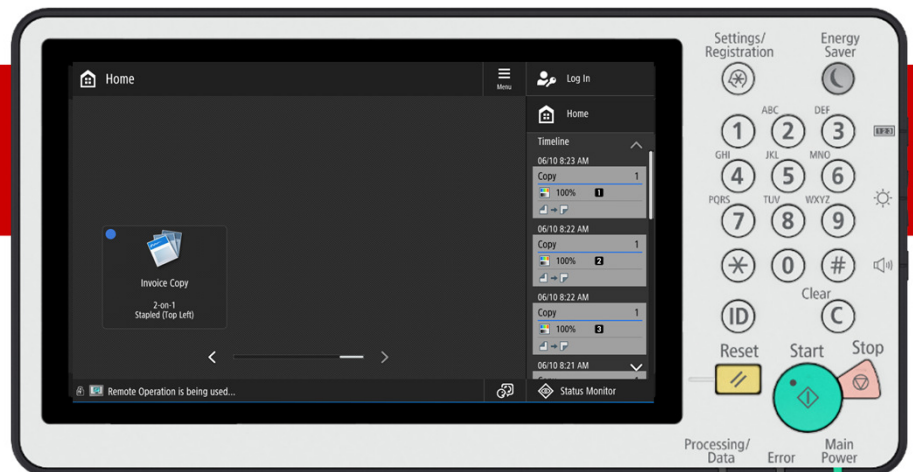 Home
Menu
Log In
Home
Timeline
06/10 8:23 AM
Copy 1
100% 1
06/10 8:22 AM
Copy 1
100% 2
06/10 8:22 AM
Copy 1
100% 3
06/10 8:21 AM
Invoice Copy
2-on-1
Stapled (Top Left)
Remote Operation is being used...
Status Monitor
Settings/
Registration
Energy
Saver
ABC DEF
1 2 3
GHI JKL MNO
4 5 6
PQRS TUV WXYZ
7 8 9
0 #
Clear
ID C
Reset Start Stop
Processing/
Data
Error
Main
Power